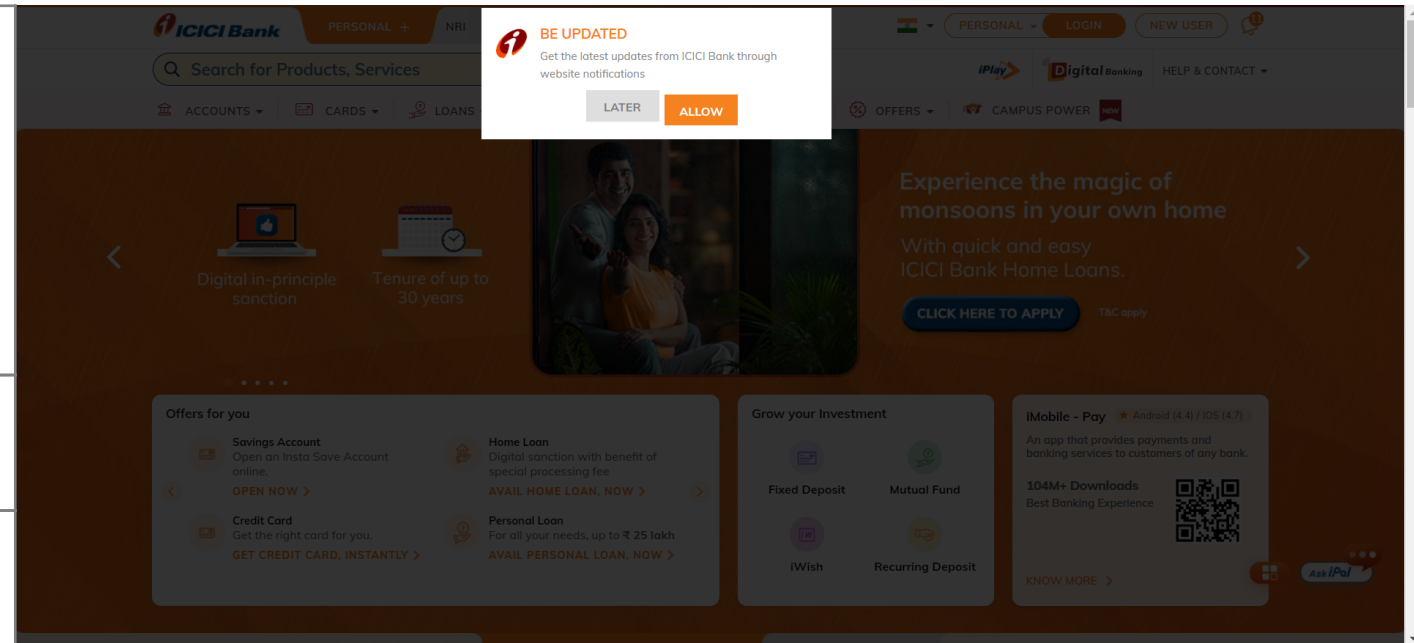 ICICI Bank
PERSONAL +
NRI
BE UPDATED
Get the latest updates from ICICI Bank through
website notifications
LATER
ALLOW
PERSONAL
LOGIN
NEW USER
11
Search for Products, Services
iPlay
Digital Banking
HELP & CONTACT
ACCOUNTS
CARDS
LOANS
OFFERS
CAMPUS POWER
NEW
Digital in-principle
sanction
Tenure of up to
30 years
Experience the magic of
monsoons in your own home
With quick and easy
ICICI Bank Home Loans.
CLICK HERE TO APPLY
T&C apply
Offers for you
Savings Account
Open an Insta Save Account
online.
OPEN NOW >
Home Loan
Digital sanction with benefit of
special processing fee
AVAIL HOME LOAN, NOW >
Credit Card
Get the right card for you.
GET CREDIT CARD, INSTANTLY >
Personal Loan
For all your needs, up to ₹ 25 lakh
AVAIL PERSONAL LOAN, NOW >
Grow your Investment
Fixed Deposit
Mutual Fund
iWish
Recurring Deposit
iMobile - Pay
★ Android (4.4) / IOS (4.7)
An app that provides payments and
banking services to customers of any bank.
104M+ Downloads
Best Banking Experience
KNOW MORE >
Ask iPal